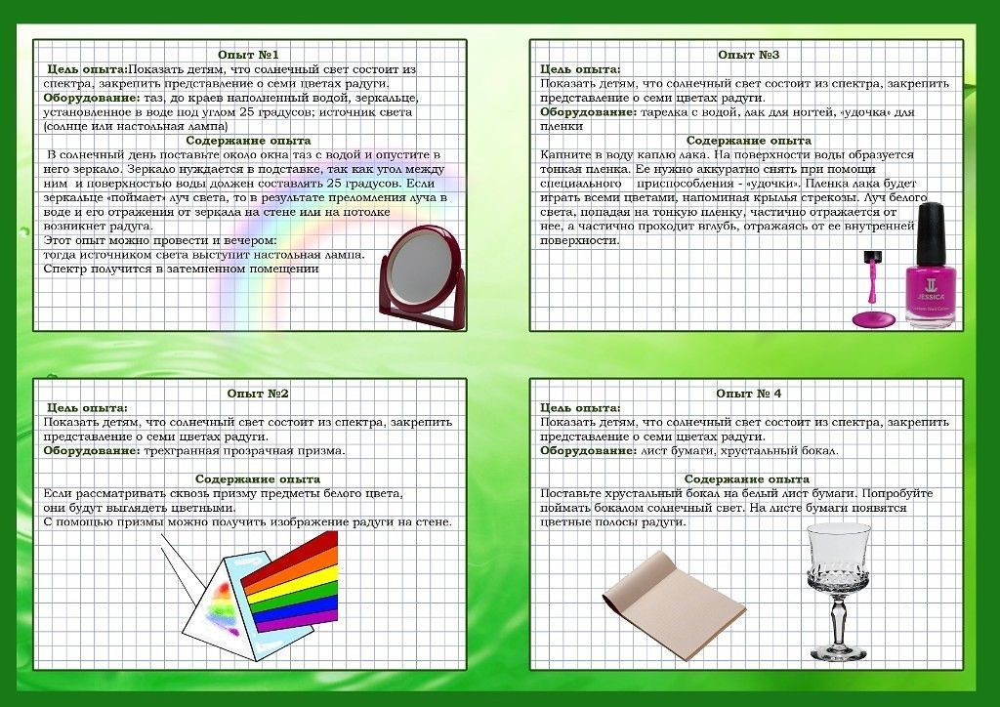 Опыт №1
Цель опыта:Показать детям, что солнечный свет состоит из
спектра, закрепить представление о семи цветах радуги.
Оборудование: таз, до краев наполненный водой, зеркальце,
установленное в воде под углом 25 градусов; источник света
(солнце или настольная лампа)
Содержание опыта
В солнечный день поставьте около окна таз с водой и опустите в
него зеркало. Зеркало нуждается в подставке, так как угол между
ним и поверхностью воды должен составлять 25 градусов. Если
зеркальце «поймает» луч света, то в результате преломления луча в
воде и его отражения от зеркала на стене или на потолке
возникнет радуга.
Этот опыт можно провести и вечером:
тогда источником света выступит настольная лампа.
Спектр получится в затемненном помещении
Опыт №2
Цель опыта:
Показать детям, что солнечный свет состоит из спектра, закрепить
представление о семи цветах радуги.
Оборудование: трехгранная прозрачная призма.
Содержание опыта
Если рассматривать сквозь призму предметы белого цвета,
они будут выглядеть цветными.
С помощью призмы можно получить изображение радуги на стене.
Опыт №3
Цель опыта:
Показать детям, что солнечный свет состоит из спектра, закрепить
представление о семи цветах радуги.
Оборудование: тарелка с водой, лак для ногтей, «удочка» для
пленки
Содержание опыта
Капните в воду каплю лака. На поверхности воды образуется
тонкая пленка. Ее нужно аккуратно снять при помощи
специального приспособления - «удочки». Пленка лака будет
играть всеми цветами, напоминая крылья стрекозы. Луч белого
света, попадая на тонкую пленку, частично отражается от
нее, а частично проходит вглубь, отражаясь от ее внутренней
поверхности.
JESSICA
Опыт № 4
Цель опыта:
Показать детям, что солнечный свет состоит из спектра, закрепить
представление о семи цветах радуги.
Оборудование: лист бумаги, хрустальный бокал.
Содержание опыта
Поставьте хрустальный бокал на белый лист бумаги. Попробуйте
поймать бокалом солнечный свет. На листе бумаги появятся
цветные полосы радуги.